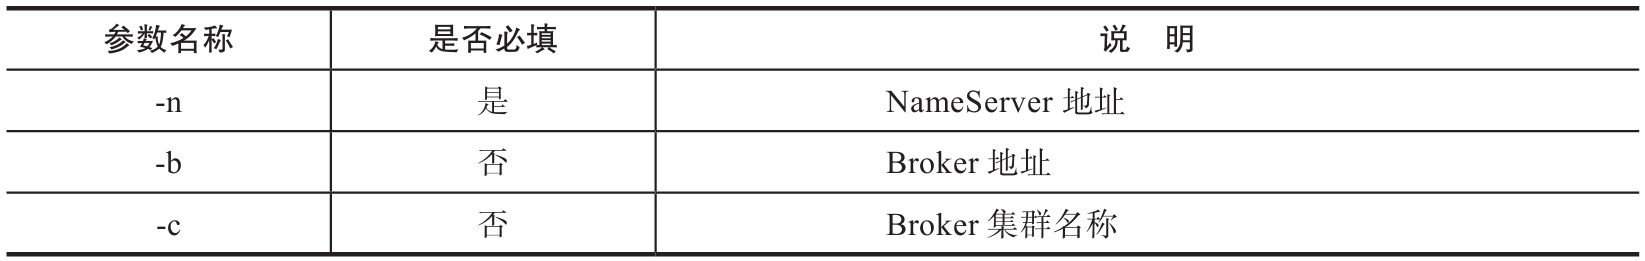 参数名称 是否必填 说 明
-n 是 NameServer 地址
-b 否 Broker 地址
-c 否 Broker 集群名称